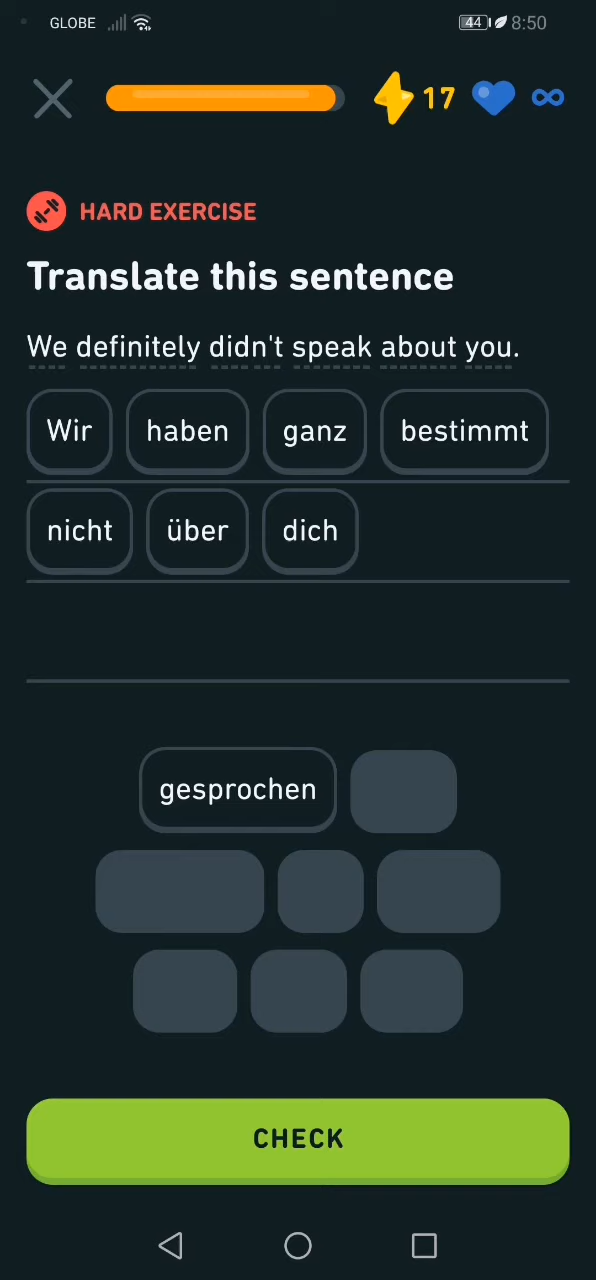 GLOBE 44 8:50
17 ∞
HARD EXERCISE
Translate this sentence
We definitely didn't speak about you.
Wir haben ganz bestimmt
nicht über dich
gesprochen
CHECK